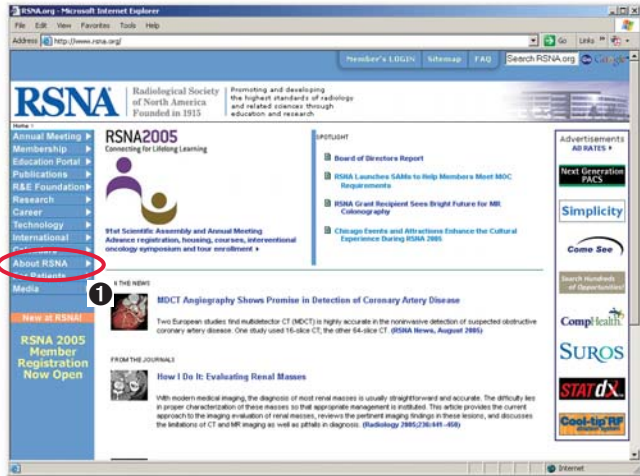 RSNA.org - Microsoft Internet Explorer
File Edit View Favorites Tools Help
Address http://www.rsna.org/
Go Links
Member's LOGIN Sitemap FAQ Search RSNA.org
RSNA
Radiological Society
of North America
Founded in 1915
Promoting and developing
the highest standards of radiology
and related sciences through
education and research
Home >
Annual Meeting
Membership
Education Portal
Publications
R&E Foundation
Research
Career
Technology
International
About RSNA
For Patients
Media
New at RSNA!
RSNA 2005
Member
Registration
Now Open
RSNA2005
Connecting for Lifelong Learning
91st Scientific Assembly and Annual Meeting
Advance registration, housing, courses, interventional
oncology symposium and tour enrollment
SPOTLIGHT
Board of Directors Report
RSNA Launches SAMs to Help Members Meet MOC
Requirements
RSNA Grant Recipient Sees Bright Future for MR
Colonography
Chicago Events and Attractions Enhance the Cultural
Experience During RSNA 2005
1
IN THE NEWS
MDCT Angiography Shows Promise in Detection of Coronary Artery Disease
Two European studies find multidetector CT (MDCT) is highly accurate in the noninvasive detection of suspected obstructive
coronary artery disease. One study used 16-slice CT; the other 64-slice CT. (RSNA News, August 2005)
FROM THE JOURNALS
How I Do It: Evaluating Renal Masses
With modern medical imaging, the diagnosis of most renal masses is usually straightforward and accurate. The difficulty lies
in proper characterization of these masses so that appropriate management is instituted. This article provides the current
approach to the imaging evaluation of renal masses, reviews the pertinent imaging findings in these lesions, and discusses
the limitations of CT and MR imaging as well as pitfalls in diagnosis. (Radiology 2005;236:441-450)
Advertisements
AD RATES
Next Generation
PACS
Simplicity
Come See
Search Hundreds
of Opportunities!
CompHealth
SUROS
STATdx
Cool-tip RF
Internet